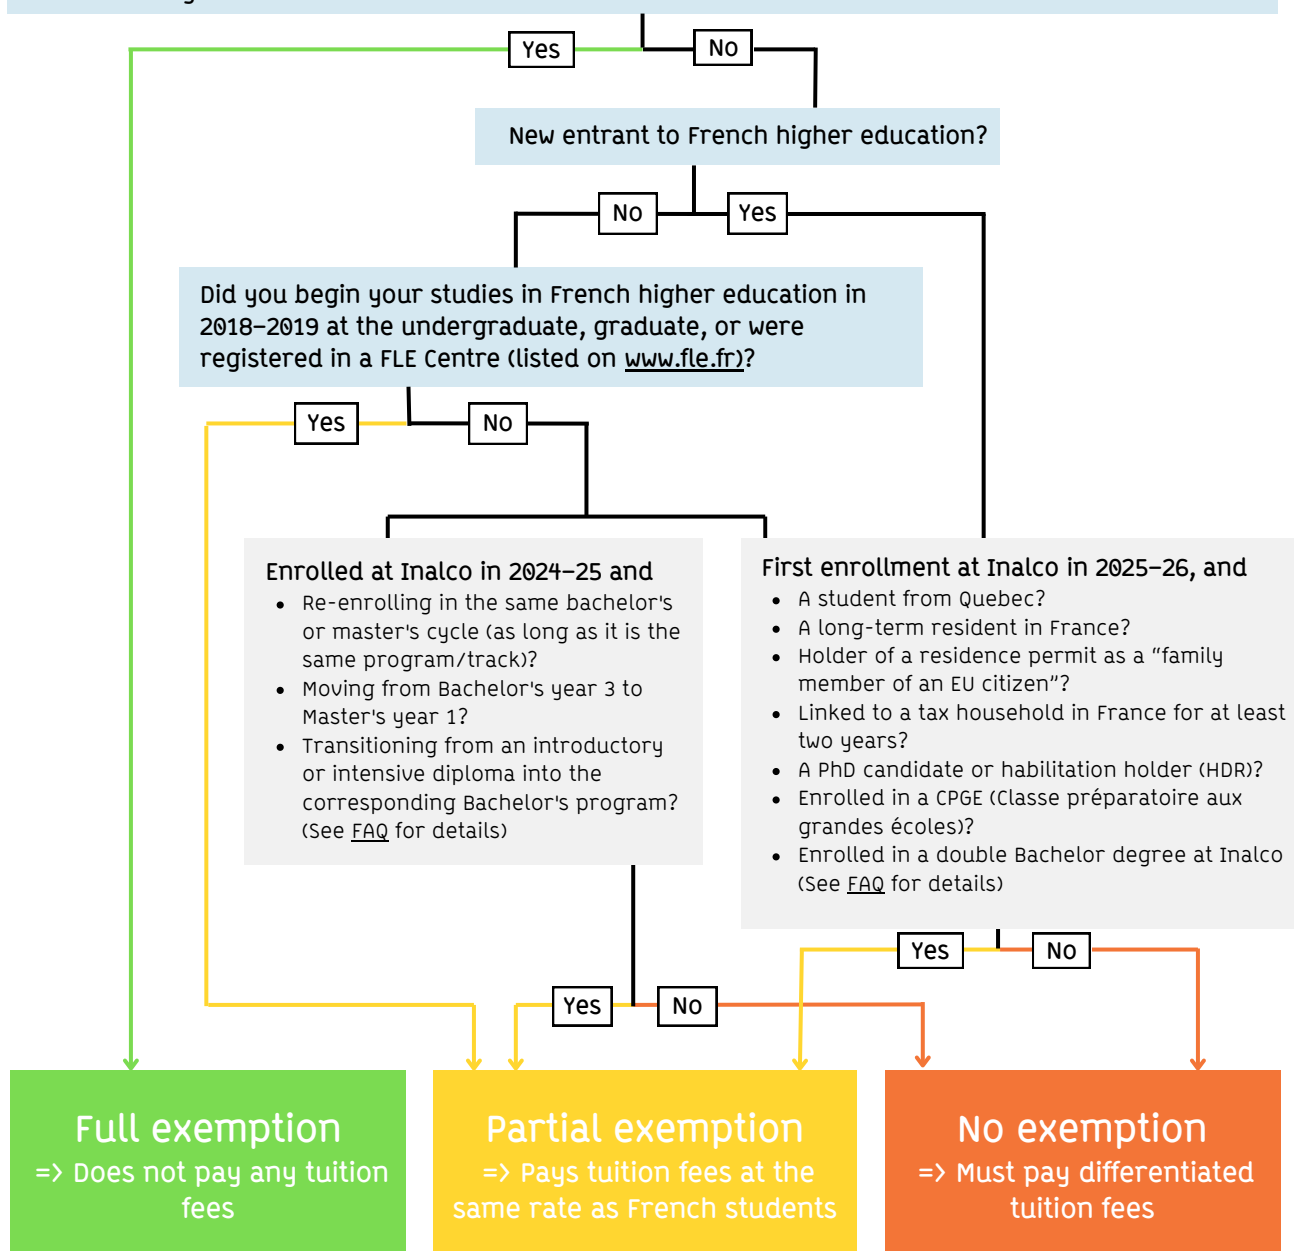 Yes
No
New entrant to French higher education?
No
Yes
Did you begin your studies in French higher education in
2018–2019 at the undergraduate, graduate, or were
registered in a FLE Centre (listed on www.fle.fr)?
Yes
No
Enrolled at Inalco in 2024–25 and
• Re-enrolling in the same bachelor's
or master's cycle (as long as it is the
same program/track)?
• Moving from Bachelor's year 3 to
Master's year 1?
• Transitioning from an introductory
or intensive diploma into the
corresponding Bachelor's program?
(See FAQ for details)
First enrollment at Inalco in 2025–26, and
• A student from Quebec?
• A long-term resident in France?
• Holder of a residence permit as a “family
member of an EU citizen”?
• Linked to a tax household in France for at least
two years?
• A PhD candidate or habilitation holder (HDR)?
• Enrolled in a CPGE (Classe préparatoire aux
grandes écoles)?
• Enrolled in a double Bachelor degree at Inalco
(See FAQ for details)
Yes
No
Yes
No
Full exemption
=> Does not pay any tuition
fees
Partial exemption
=> Pays tuition fees at the
same rate as French students
No exemption
=> Must pay differentiated
tuition fees